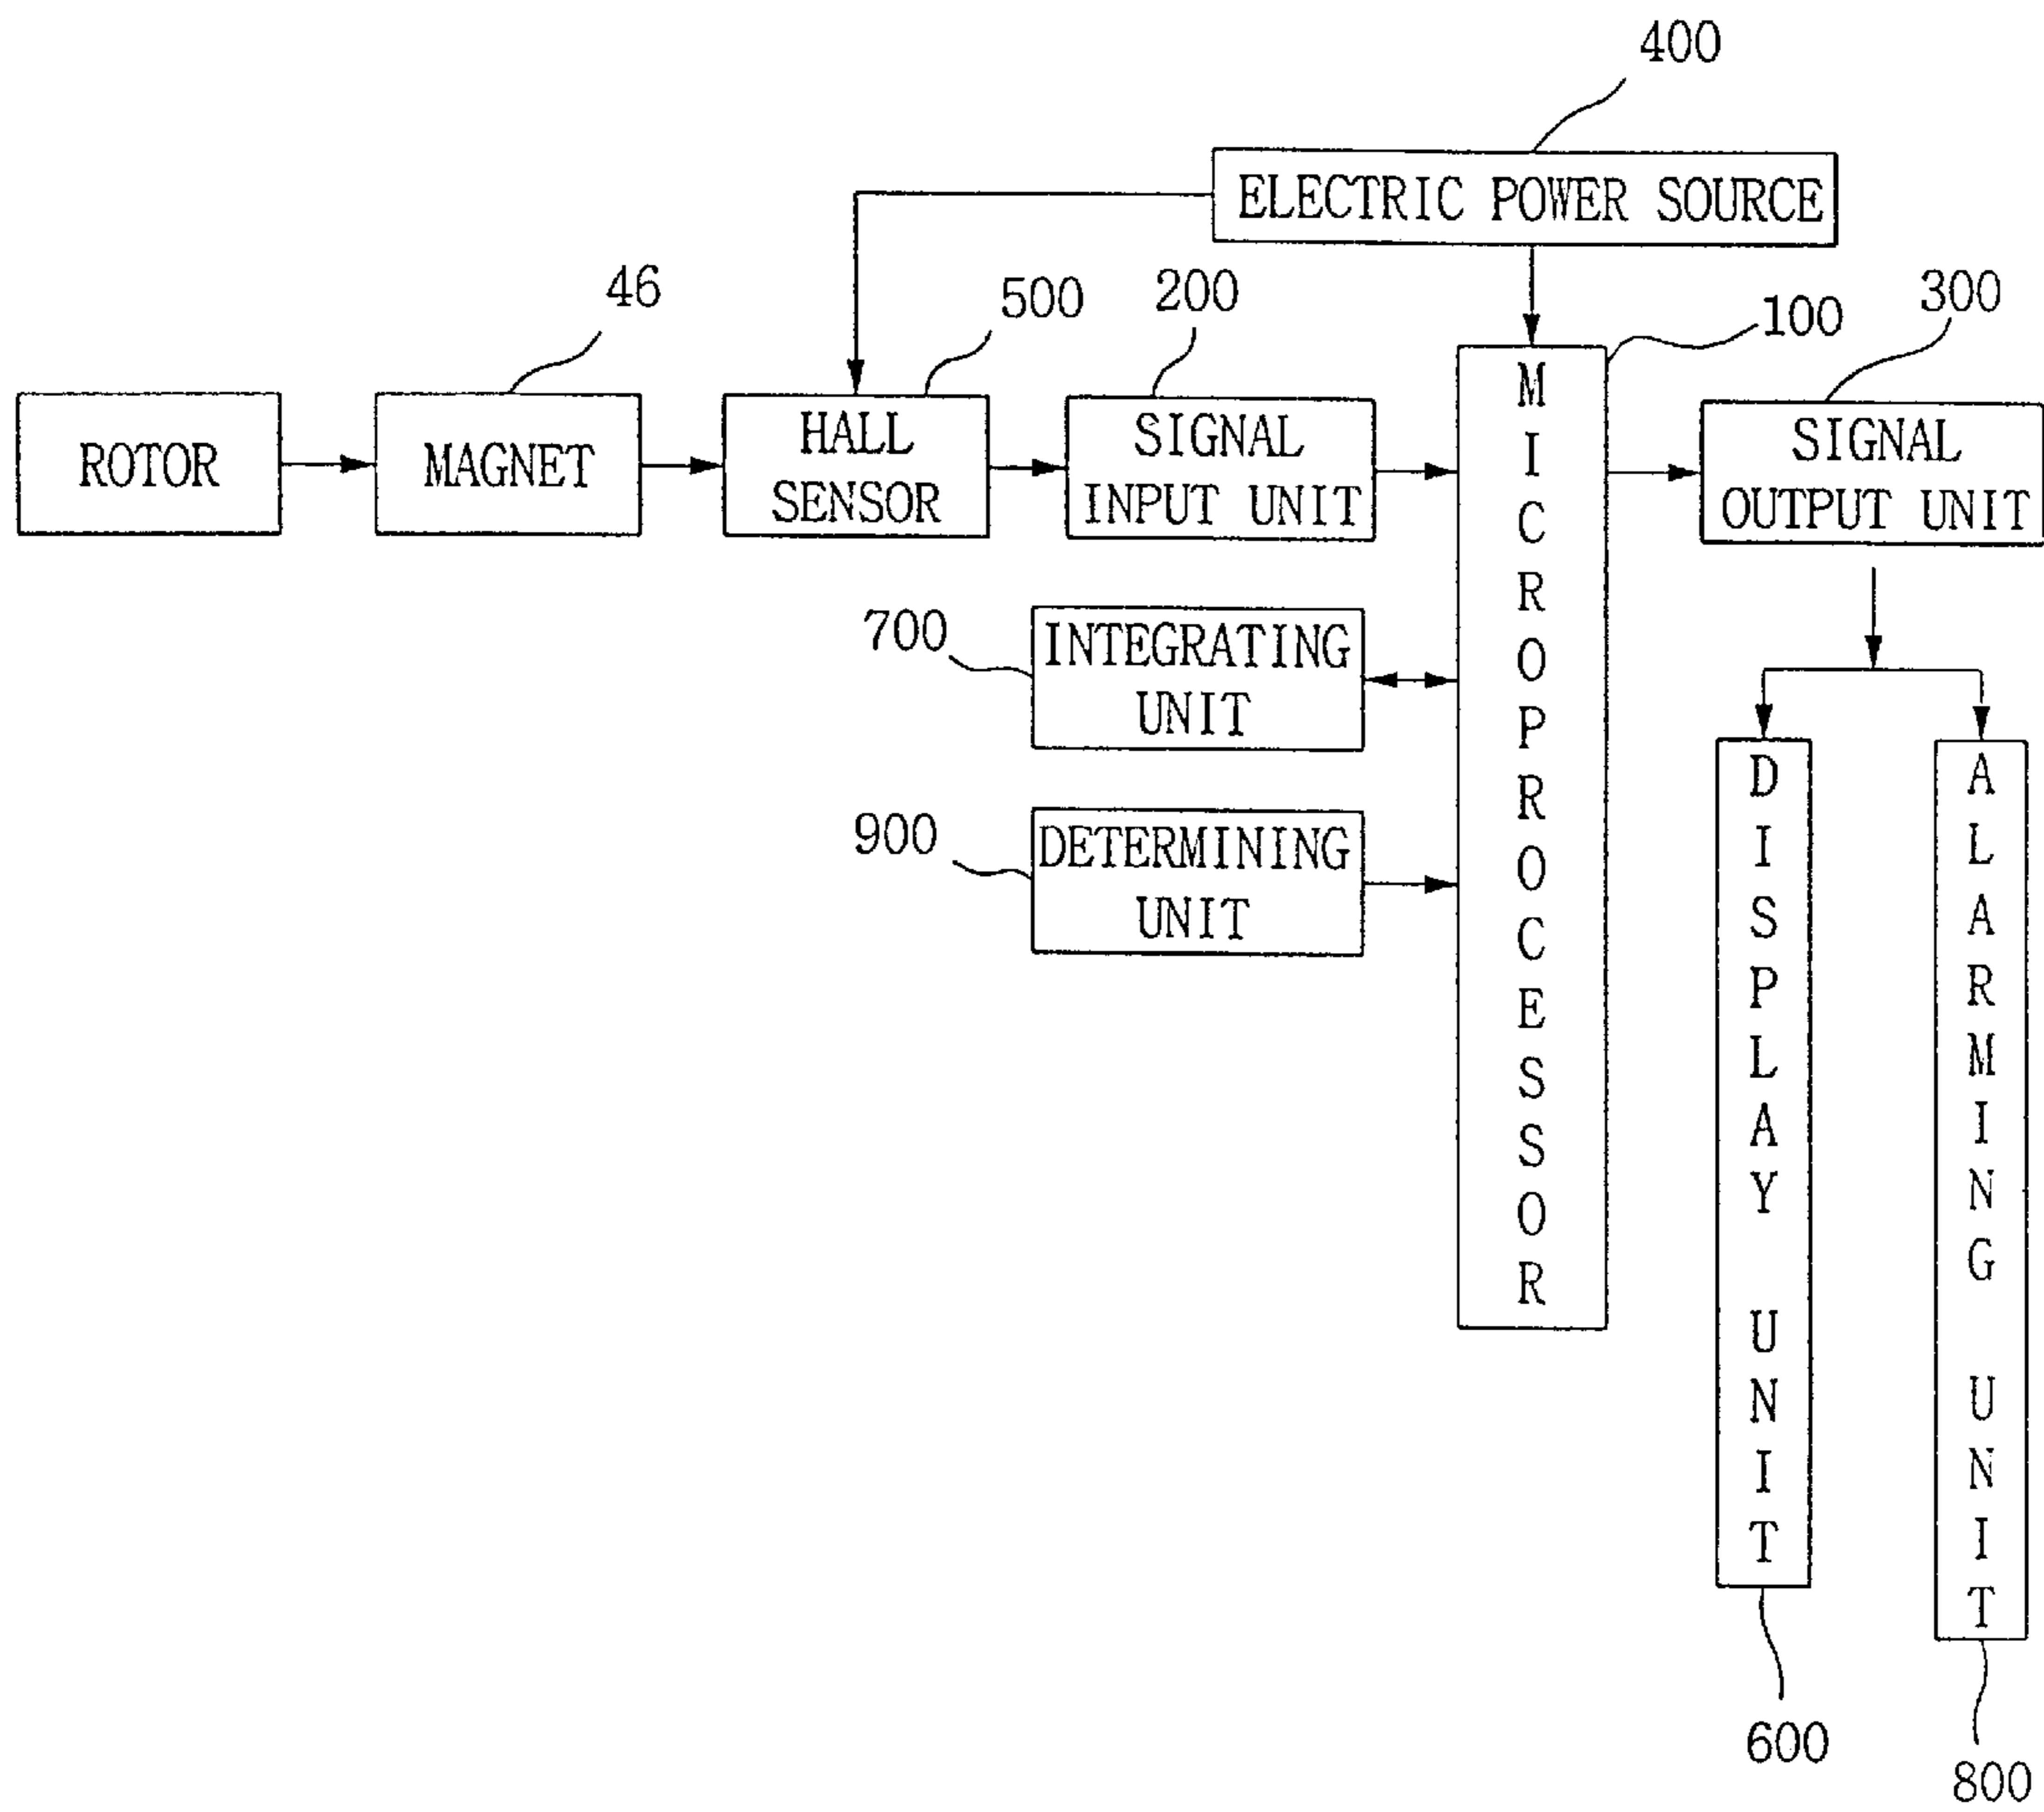 400
ELECTRIC POWER SOURCE
46
500
200
100
300
ROTOR
MAGNET
HALL
SENSOR
SIGNAL
INPUT UNIT
MICROPROCESSOR
SIGNAL
OUTPUT UNIT
700
INTEGRATING
UNIT
900
DETERMINING
UNIT
DISPLAY UNIT
ALARMING UNIT
600
800